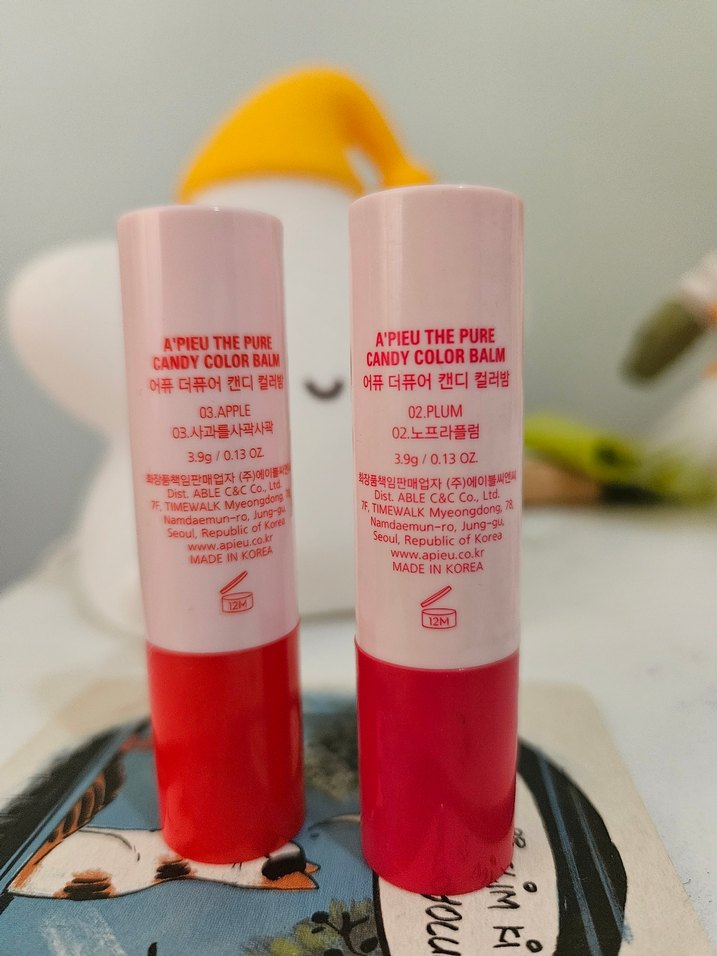 A'PIEU THE PURE
CANDY COLOR BALM
어퓨 더퓨어 캔디 컬러밤
03.APPLE
03.사과를사곽사곽
3.9g / 0.13 OZ.
화장품책임판매업자 (주)에이블씨엔씨
Dist. ABLE C&C Co., Ltd.
7F, TIMEWALK Myeongdong, 78,
Namdaemun-ro, Jung-gu,
Seoul, Republic of Korea
www.apieu.co.kr
MADE IN KOREA
12M
A'PIEU THE PURE
CANDY COLOR BALM
어퓨 더퓨어 캔디 컬러밤
02.PLUM
02.노프라플럼
3.9g / 0.13 OZ.
화장품책임판매업자 (주)에이블씨엔씨
Dist. ABLE C&C Co., Ltd.
7F, TIMEWALK Myeongdong, 78,
Namdaemun-ro, Jung-gu,
Seoul, Republic of Korea
www.apieu.co.kr
MADE IN KOREA
12M